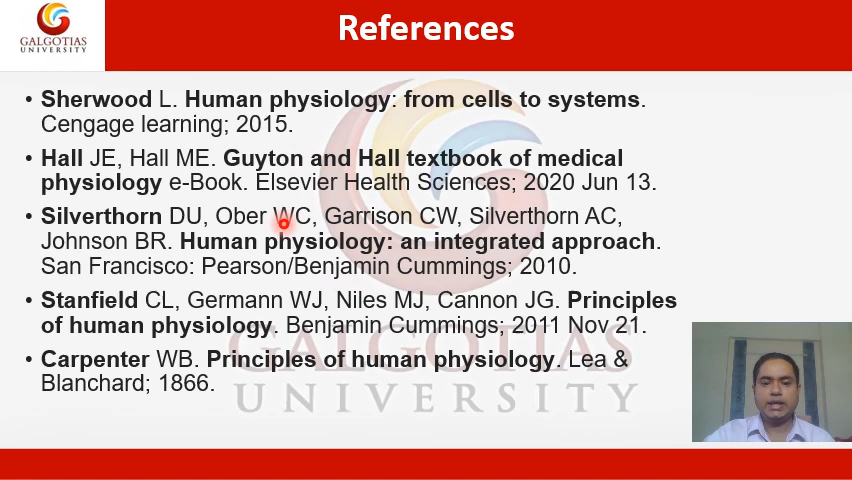 GALGOTIAS
UNIVERSITY
References
• Sherwood L. Human physiology: from cells to systems.
Cengage learning; 2015.
• Hall JE, Hall ME. Guyton and Hall textbook of medical
physiology e-Book. Elsevier Health Sciences; 2020 Jun 13.
• Silverthorn DU, Ober WC, Garrison CW, Silverthorn AC,
Johnson BR. Human physiology: an integrated approach.
San Francisco: Pearson/Benjamin Cummings; 2010.
• Stanfield CL, Germann WJ, Niles MJ, Cannon JG. Principles
of human physiology. Benjamin Cummings; 2011 Nov 21.
• Carpenter WB. Principles of human physiology. Lea &
Blanchard; 1866.
GALGOTIAS
UNIVERSITY